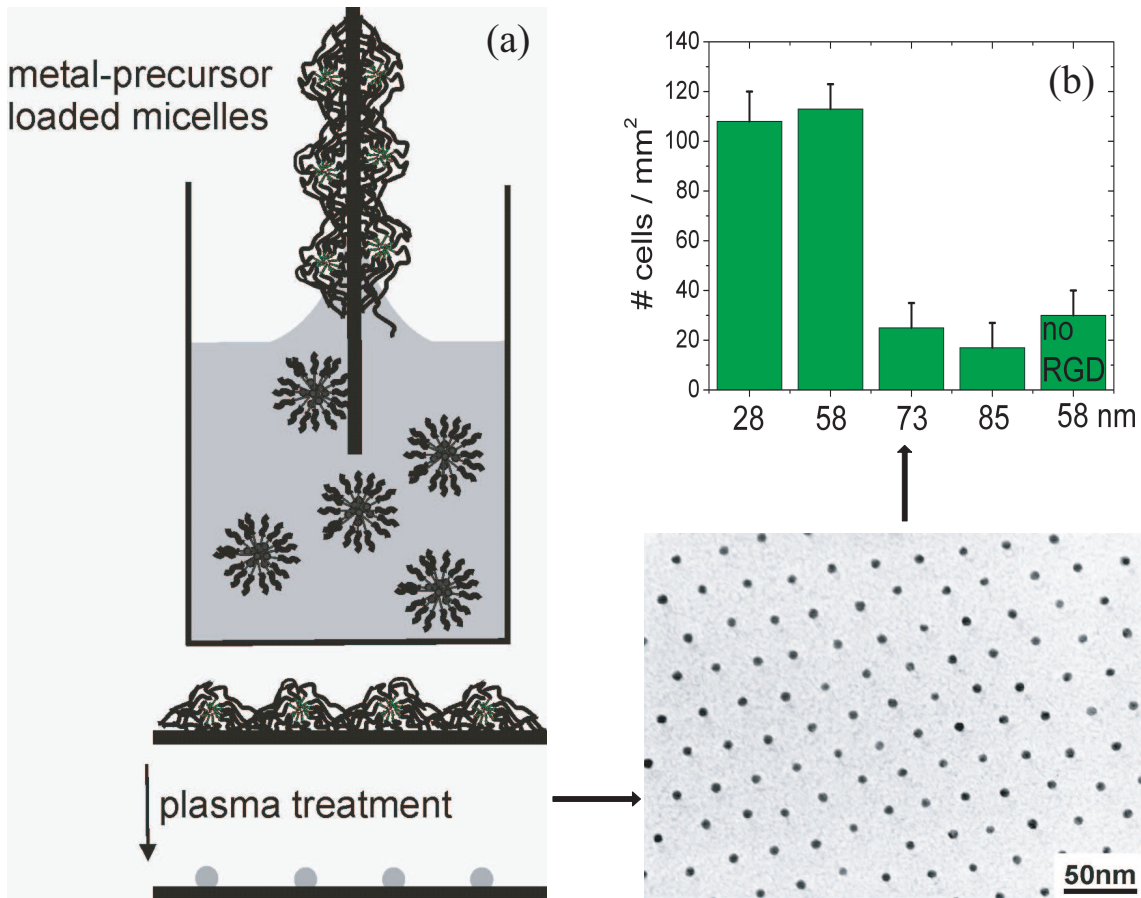 (a)
metal-precursor
loaded micelles
plasma treatment
(b)
# cells / mm²
140
120
100
80
60
40
20
0
no
RGD
28 58 73 85 58 nm
50nm